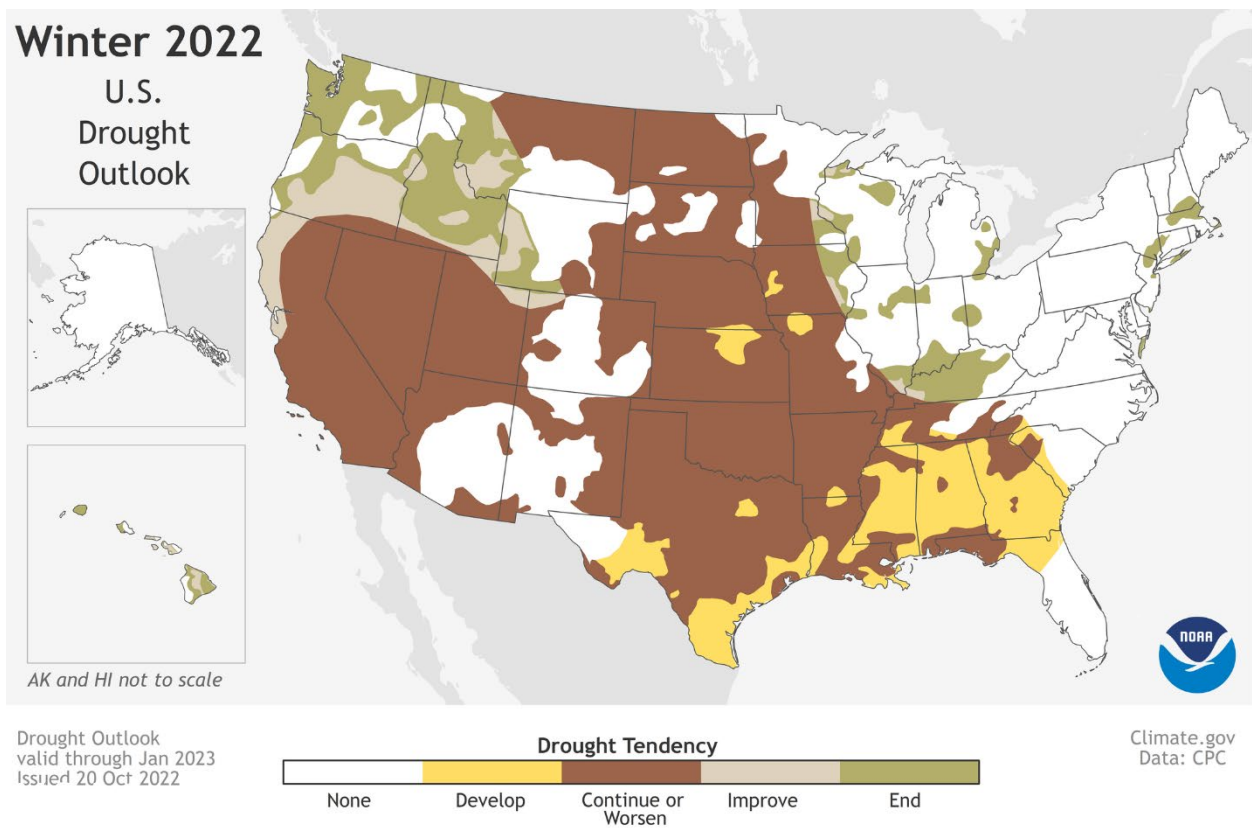 Winter 2022
U.S.
Drought
Outlook
AK and HI not to scale
NOAA
Drought Outlook
valid through Jan 2023
Issued 20 Oct 2022
Drought Tendency
None
Develop
Continue or
Worsen
Improve
End
Climate.gov
Data: CPC